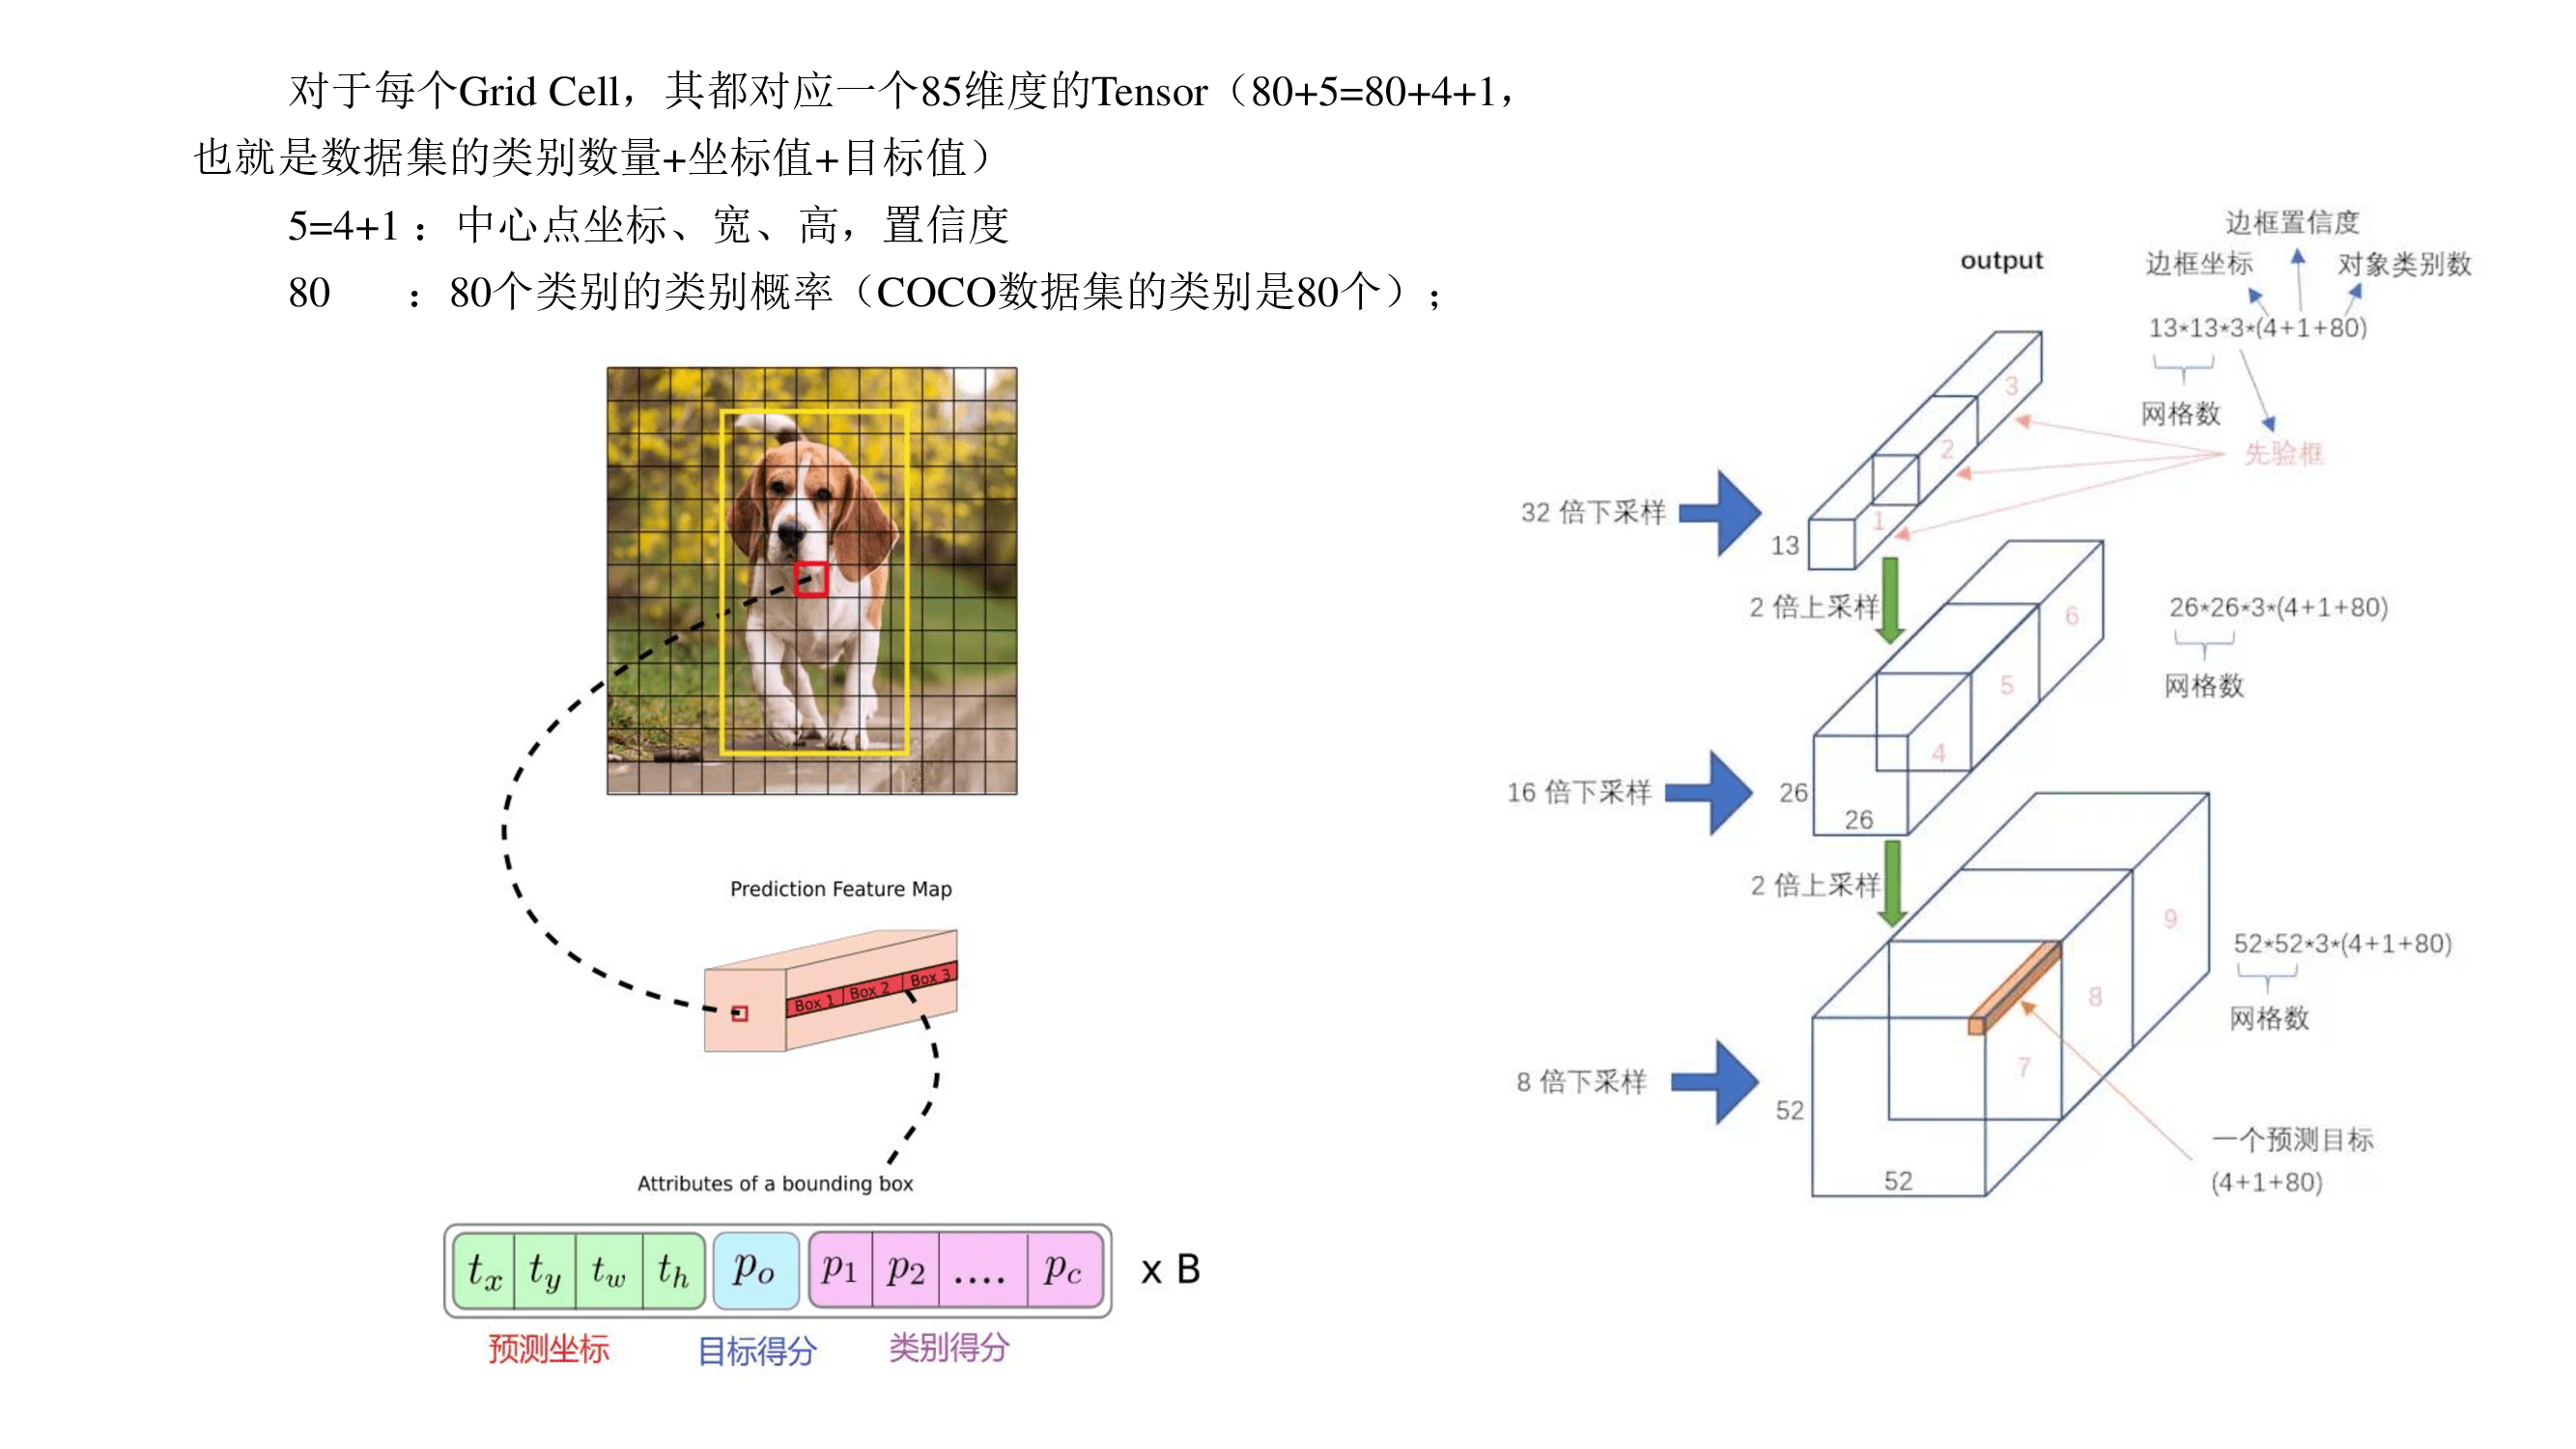 对于每个Grid Cell，其都对应一个85维度的Tensor（80+5=80+4+1，
也就是数据集的类别数量+坐标值+目标值）
5=4+1：中心点坐标、宽、高，置信度
80 ：80个类别的类别概率（COCO数据集的类别是80个）；
Prediction Feature Map
Box 1 Box 2 Box 3
Attributes of a bounding box
tx ty tw th po p1 p2 .... pc x B
预测坐标 目标得分 类别得分
output
边框置信度
边框坐标 对象类别数
13*13*3*(4+1+80)
网格数
先验框
3
2
1
32 倍下采样
13
2 倍上采样
6
5
4
26*26*3*(4+1+80)
网格数
16 倍下采样
26
26
2 倍上采样
9
8
7
52*52*3*(4+1+80)
网格数
8 倍下采样
52
52
一个预测目标
(4+1+80)